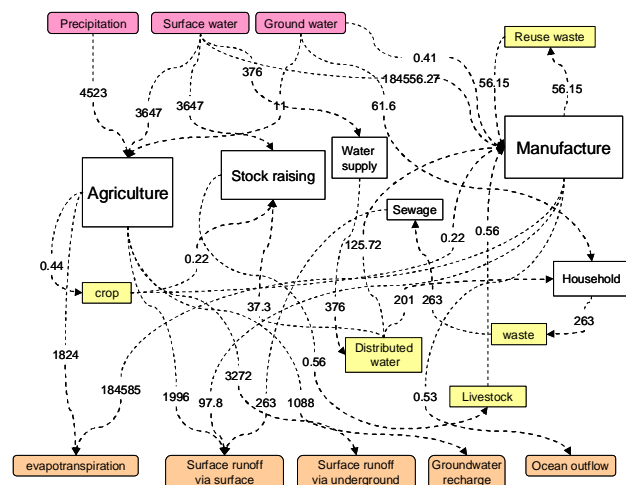 Precipitation
Surface water
Ground water
Reuse waste
0.41
376
184556.27
56.15
56.15
4523
3647
3647
11
61.6
Water
supply
Manufacture
Agriculture
Stock raising
Sewage
0.44
0.22
125.72
0.22
0.56
Household
crop
37.3
376
201
263
waste
263
Distributed
water
1824
184585
0.56
Livestock
1996
97.8
263
3272
1088
0.53
evapotranspiration
Surface runoff
via surface
Surface runoff
via underground
Groundwater
recharge
Ocean outflow